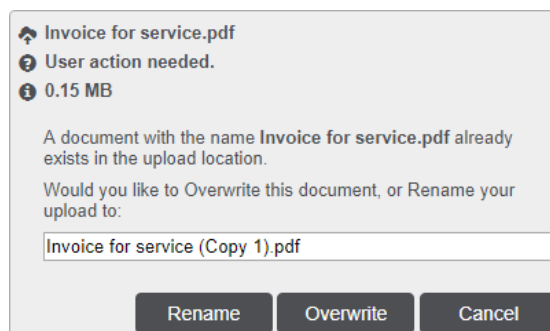 Invoice for service.pdf
User action needed.
0.15 MB
A document with the name Invoice for service.pdf already
exists in the upload location.
Would you like to Overwrite this document, or Rename your
upload to:
Invoice for service (Copy 1).pdf
Rename Overwrite Cancel